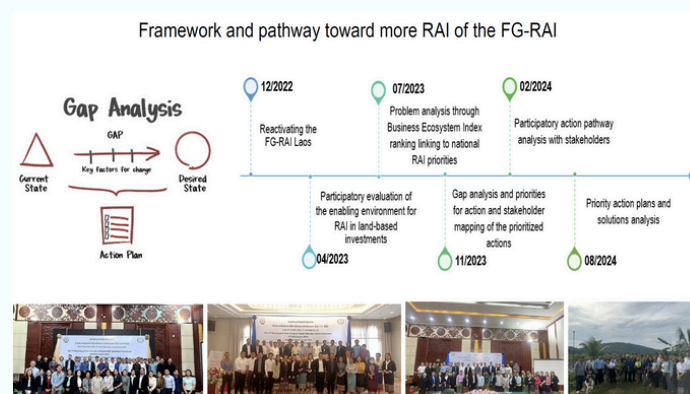 Framework and pathway toward more RAI of the FG-RAI
Gap Analysis
GAP
Key factors for change
Current
State
Desired
State
Action Plan
12/2022
Reactivating the
FG-RAI Laos
04/2023
Participatory evaluation of
the enabling environment for
RAI in land-based
investments
07/2023
Problem analysis through
Business Ecosystem Index
ranking linking to national
RAI priorities
11/2023
Gap analysis and priorities
for action and stakeholder
mapping of the prioritized
actions
02/2024
Participatory action pathway
analysis with stakeholders
08/2024
Priority action plans and
solutions analysis